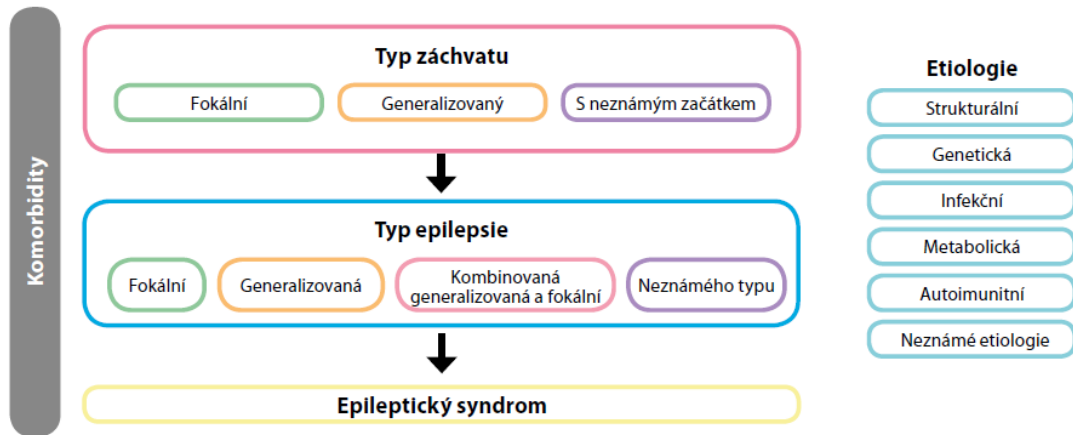 Komorbidity
Typ záchvatu
Fokální
Generalizovaný
S neznámým začátkem
Typ epilepsie
Fokální
Generalizovaná
Kombinovaná
generalizovaná a fokální
Neznámého typu
Epileptický syndrom
Etiologie
Strukturální
Genetická
Infekční
Metabolická
Autoimunitní
Neznámé etiologie